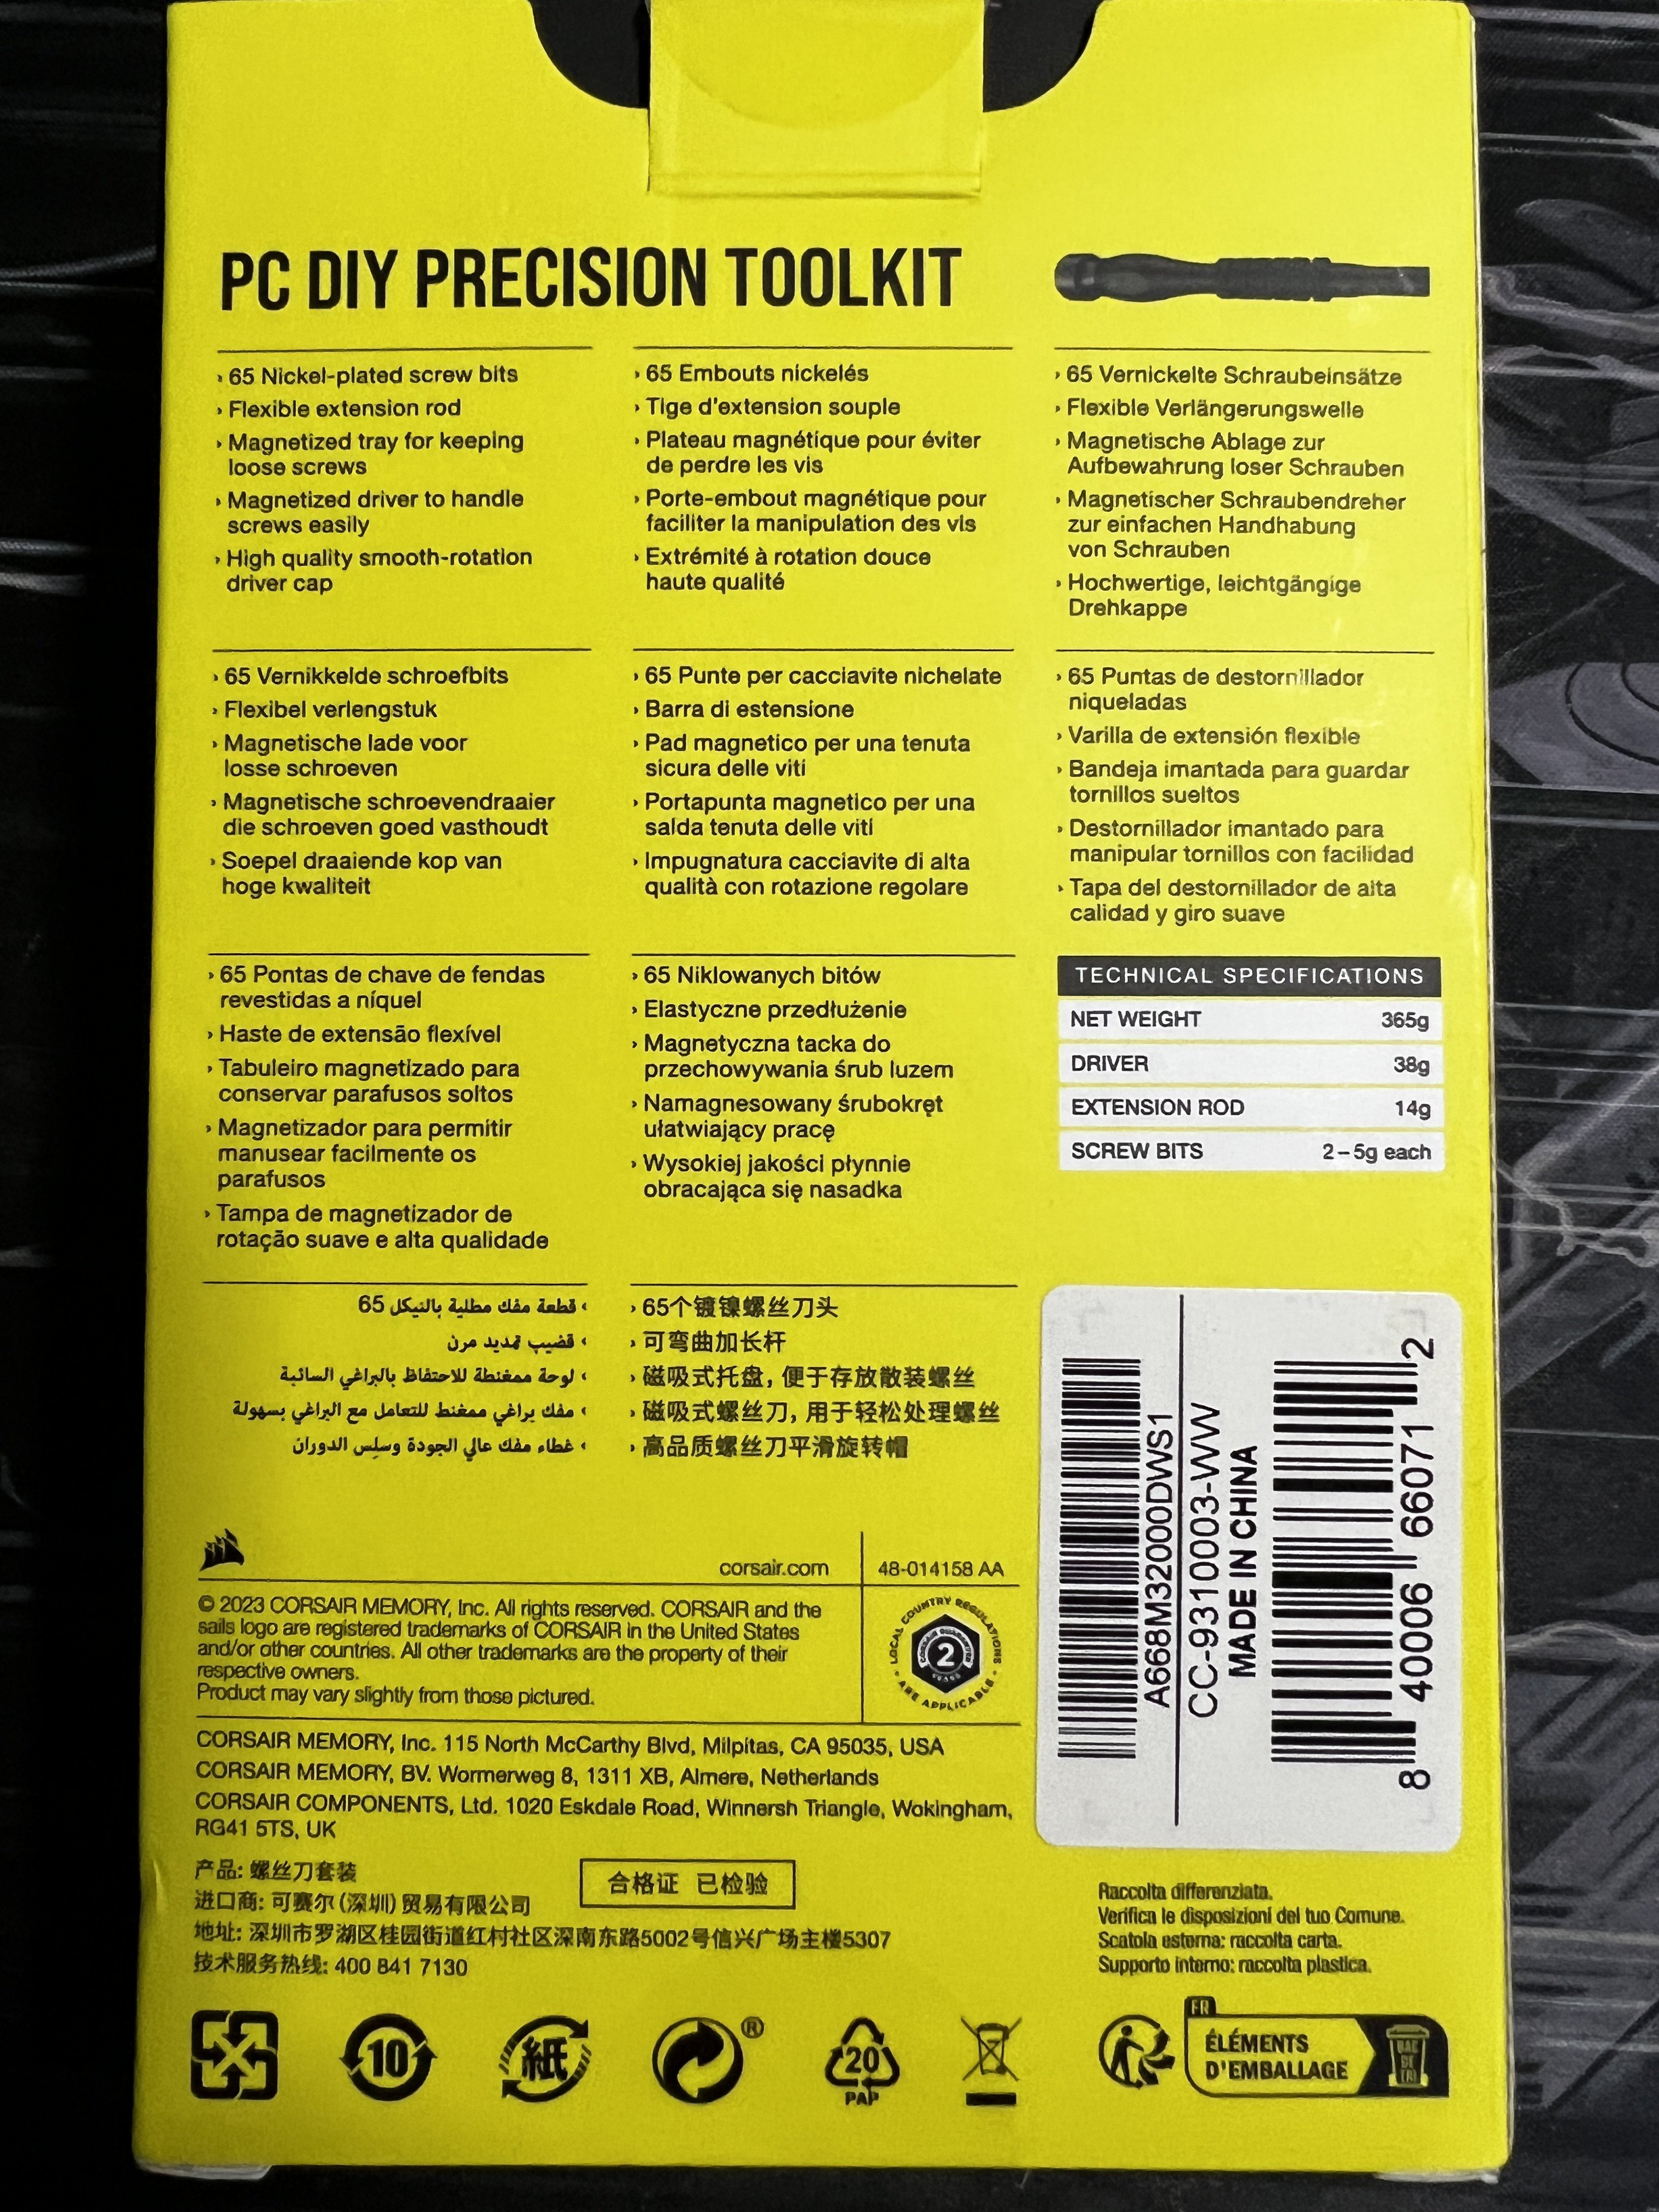 PC DIY PRECISION TOOLKIT
› 65 Nickel-plated screw bits
› Flexible extension rod
› Magnetized tray for keeping
loose screws
› Magnetized driver to handle
screws easily
› High quality smooth-rotation
driver cap
› 65 Embouts nickelés
› Tige d'extension souple
› Plateau magnétique pour éviter
de perdre les vis
› Porte-embout magnétique pour
faciliter la manipulation des vis
› Extrémité à rotation douce
haute qualité
› 65 Vernickelte Schraubeinsätze
› Flexible Verlängerungswelle
› Magnetische Ablage zur
Aufbewahrung loser Schrauben
› Magnetischer Schraubendreher
zur einfachen Handhabung
von Schrauben
› Hochwertige, leichtgängige
Drehkappe
› 65 Vernikkelde schroefbits
› Flexibel verlengstuk
› Magnetische lade voor
losse schroeven
› Magnetische schroevendraaier
die schroeven goed vasthoudt
› Soepel draaiende kop van
hoge kwaliteit
› 65 Punte per cacciavite nichelate
› Barra di estensione
› Pad magnetico per una tenuta
sicura delle viti
› Portapunta magnetico per una
salda tenuta delle viti
› Impugnatura cacciavite di alta
qualità con rotazione regolare
› 65 Puntas de destornillador
niqueladas
› Varilla de extensión flexible
› Bandeja imantada para guardar
tornillos sueltos
› Destornillador imantado para
manipular tornillos con facilidad
› Tapa del destornillador de alta
calidad y giro suave
› 65 Pontas de chave de fendas
revestidas a níquel
› Haste de extensão flexível
› Tabuleiro magnetizado para
conservar parafusos soltos
› Magnetizador para permitir
manusear facilmente os
parafusos
› Tampa de magnetizador de
rotação suave e alta qualidade
› 65 Niklowanych bitów
› Elastyczne przedłużenie
› Magnetyczna tacka do
przechowywania śrub luzem
› Namagnesowany śrubokręt
ułatwiający pracę
› Wysokiej jakości płynnie
obracająca się nasadka
TECHNICAL SPECIFICATIONS
NET WEIGHT 365g
DRIVER 38g
EXTENSION ROD 14g
SCREW BITS 2–5g each
› قطعة مفك مطلية بالنيكل 65
› قضيب تمديد مرن
› لوحة ممغنطة للاحتفاظ بالبراغي السائبة
› مفك براغي ممغنط للتعامل مع البراغي بسهولة
› غطاء مفك عالي الجودة وسلِس الدوران
› 65个镀镍螺丝刀头
› 可弯曲加长杆
› 磁吸式托盘, 便于存放散装螺丝
› 磁吸式螺丝刀, 用于轻松处理螺丝
› 高品质螺丝刀平滑旋转帽
A668M32000DWS1
CC-9310003-WW
MADE IN CHINA
8 40006 66071 2
corsair.com
48-014158 AA
© 2023 CORSAIR MEMORY, Inc. All rights reserved. CORSAIR and the
sails logo are registered trademarks of CORSAIR in the United States
and/or other countries. All other trademarks are the property of their
respective owners.
Product may vary slightly from those pictured.
LOCAL COUNTRY REGULATIONS
• ARE APPLICABLE •
CORSAIR GUARANTEE
2
YEARS
CORSAIR MEMORY, Inc. 115 North McCarthy Blvd, Milpitas, CA 95035, USA
CORSAIR MEMORY, BV. Wormerweg 8, 1311 XB, Almere, Netherlands
CORSAIR COMPONENTS, Ltd. 1020 Eskdale Road, Winnersh Triangle, Wokingham,
RG41 5TS, UK
产品: 螺丝刀套装
合格证 已检验
进口商: 可赛尔(深圳) 贸易有限公司
地址: 深圳市罗湖区桂园街道红村社区深南东路5002号信兴广场主楼5307
技术服务热线: 400 841 7130
Raccolta differenziata.
Verifica le disposizioni del tuo Comune.
Scatola esterna: raccolta carta.
Supporto interno: raccolta plastica.
10
紙
®
20
PAP
FR
ÉLÉMENTS
D'EMBALLAGE
BAC
DE
TRI